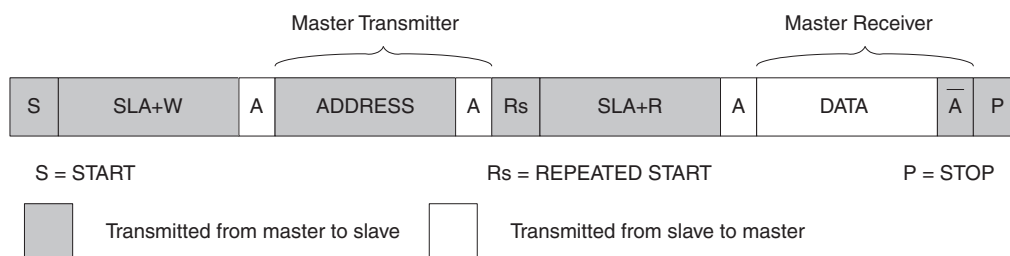 Master Transmitter Master Receiver
S SLA+W A ADDRESS A Rs SLA+R A DATA A̅ P
S = START Rs = REPEATED START P = STOP
Transmitted from master to slave Transmitted from slave to master